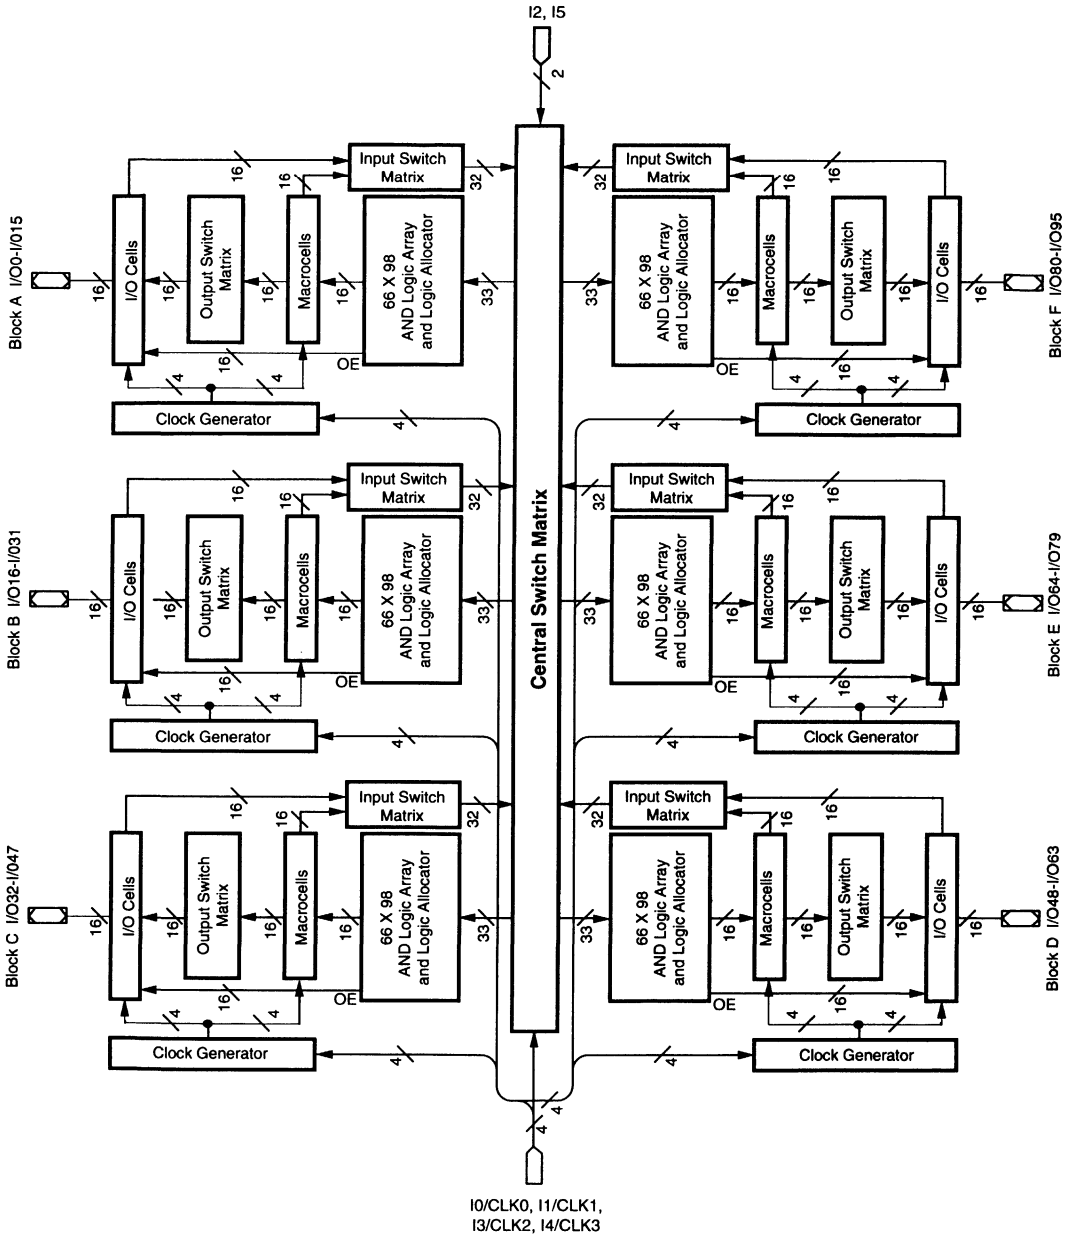 I2, I5
2
Block A I/O0-I/015
16
I/O Cells
16
Output Switch
Matrix
16
Macrocells
16
66 X 98
AND Logic Array
and Logic Allocator
33
16
16
Input Switch
Matrix
32
16
OE
4
4
Clock Generator
4
Block B I/O16-I/031
16
I/O Cells
16
Output Switch
Matrix
16
Macrocells
16
66 X 98
AND Logic Array
and Logic Allocator
33
16
16
Input Switch
Matrix
32
16
OE
4
4
Clock Generator
4
Block C I/O32-I/047
16
I/O Cells
16
Output Switch
Matrix
16
Macrocells
16
66 X 98
AND Logic Array
and Logic Allocator
33
16
16
Input Switch
Matrix
32
16
OE
4
4
Clock Generator
4
Central Switch Matrix
Input Switch
Matrix
32
16
16
33
66 X 98
AND Logic Array
and Logic Allocator
16
Macrocells
16
Output Switch
Matrix
16
I/O Cells
16
Block F I/O80-I/O95
OE
16
4
4
Clock Generator
4
Input Switch
Matrix
32
16
16
33
66 X 98
AND Logic Array
and Logic Allocator
16
Macrocells
16
Output Switch
Matrix
16
I/O Cells
16
Block E I/O64-I/O79
OE
16
4
4
Clock Generator
4
Input Switch
Matrix
32
16
16
33
66 X 98
AND Logic Array
and Logic Allocator
16
Macrocells
16
Output Switch
Matrix
16
I/O Cells
16
Block D I/O48-I/O63
OE
16
4
4
Clock Generator
4
4
4
I0/CLK0, I1/CLK1,
I3/CLK2, I4/CLK3